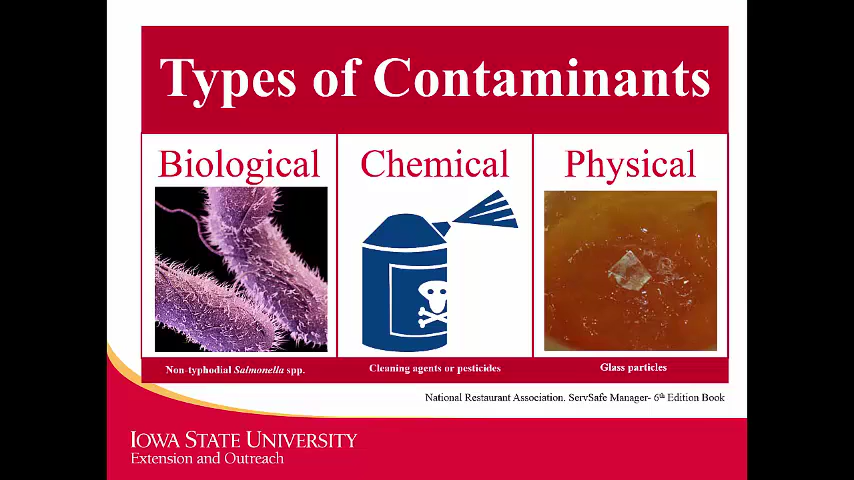 Types of Contaminants
Biological
Chemical
Physical
Non-typhodial Salmonella spp.
Cleaning agents or pesticides
Glass particles
National Restaurant Association. ServSafe Manager- 6th Edition Book
IOWA STATE UNIVERSITY
Extension and Outreach